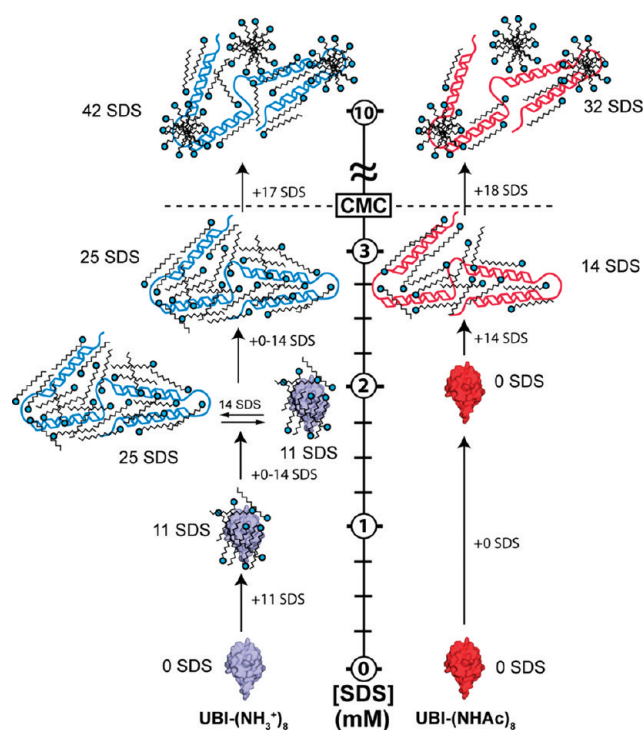 42 SDS
10
32 SDS
+17 SDS
+18 SDS
CMC
25 SDS
3
14 SDS
+0-14 SDS
+14 SDS
2
0 SDS
14 SDS
25 SDS
11 SDS
+0-14 SDS
11 SDS
1
+0 SDS
+11 SDS
0 SDS
0
0 SDS
[SDS]
(mM)
UBI-(NH₃⁺)₈
UBI-(NHAc)₈